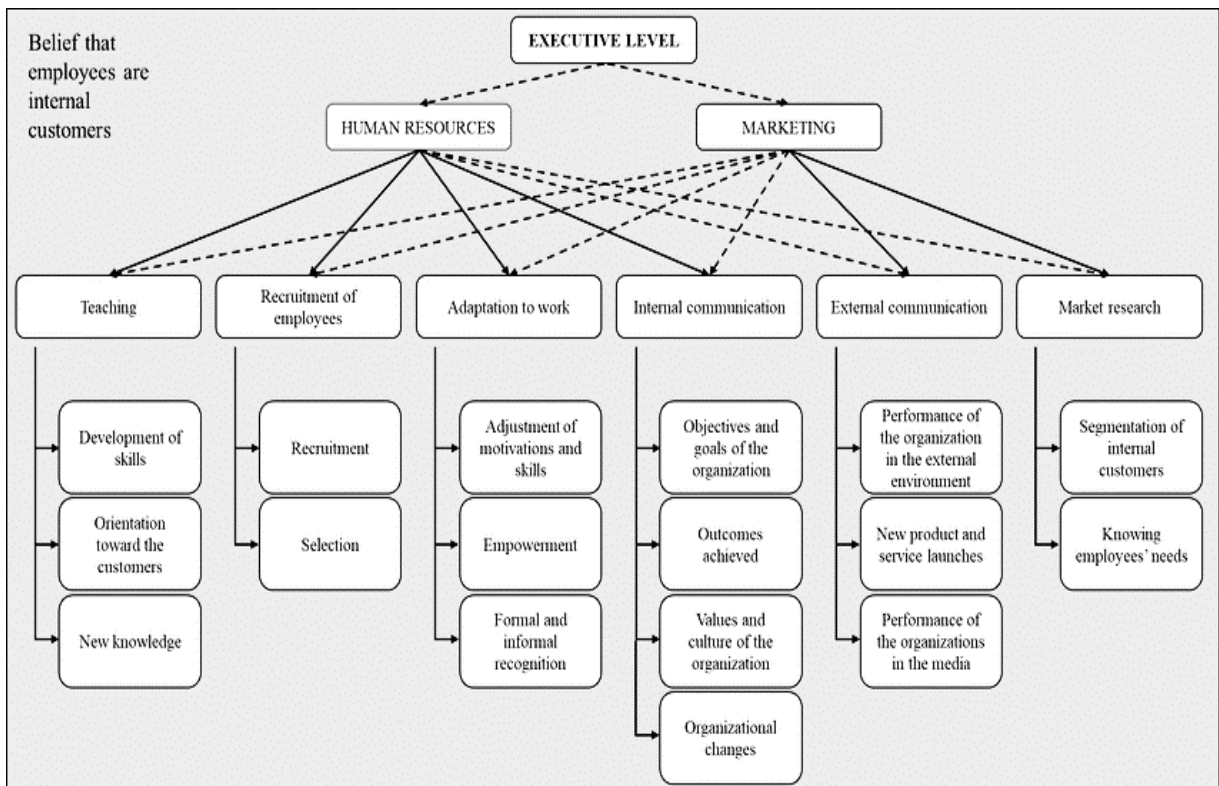 Belief that
employees are
internal
customers
EXECUTIVE LEVEL
HUMAN RESOURCES
MARKETING
Teaching
Recruitment of
employees
Adaptation to work
Internal communication
External communication
Market research
Development of
skills
Orientation
toward the
customers
New knowledge
Recruitment
Selection
Adjustment of
motivations and
skills
Empowerment
Formal and
informal
recognition
Objectives and
goals of the
organization
Outcomes
achieved
Values and
culture of the
organization
Organizational
changes
Performance of
the organization
in the external
environment
New product and
service launches
Performance of
the organizations
in the media
Segmentation of
internal
customers
Knowing
employees' needs